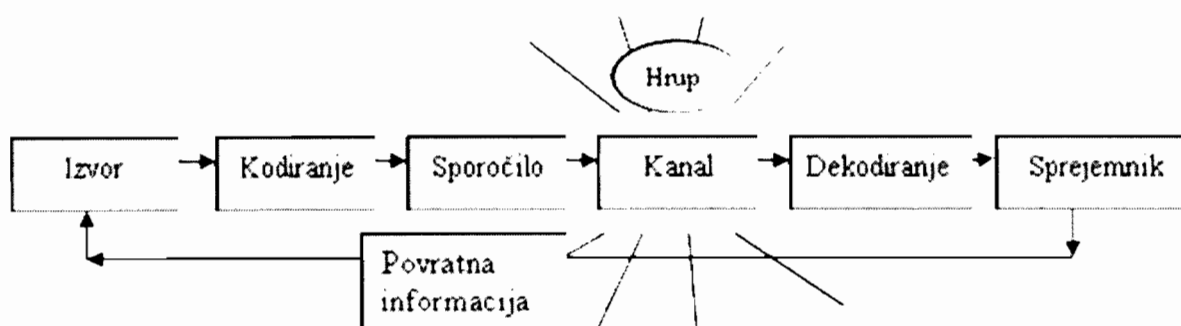 Hrup
Izvor
Kodiranje
Sporočilo
Kanal
Dekodiranje
Sprejemnik
Povratna
informacija